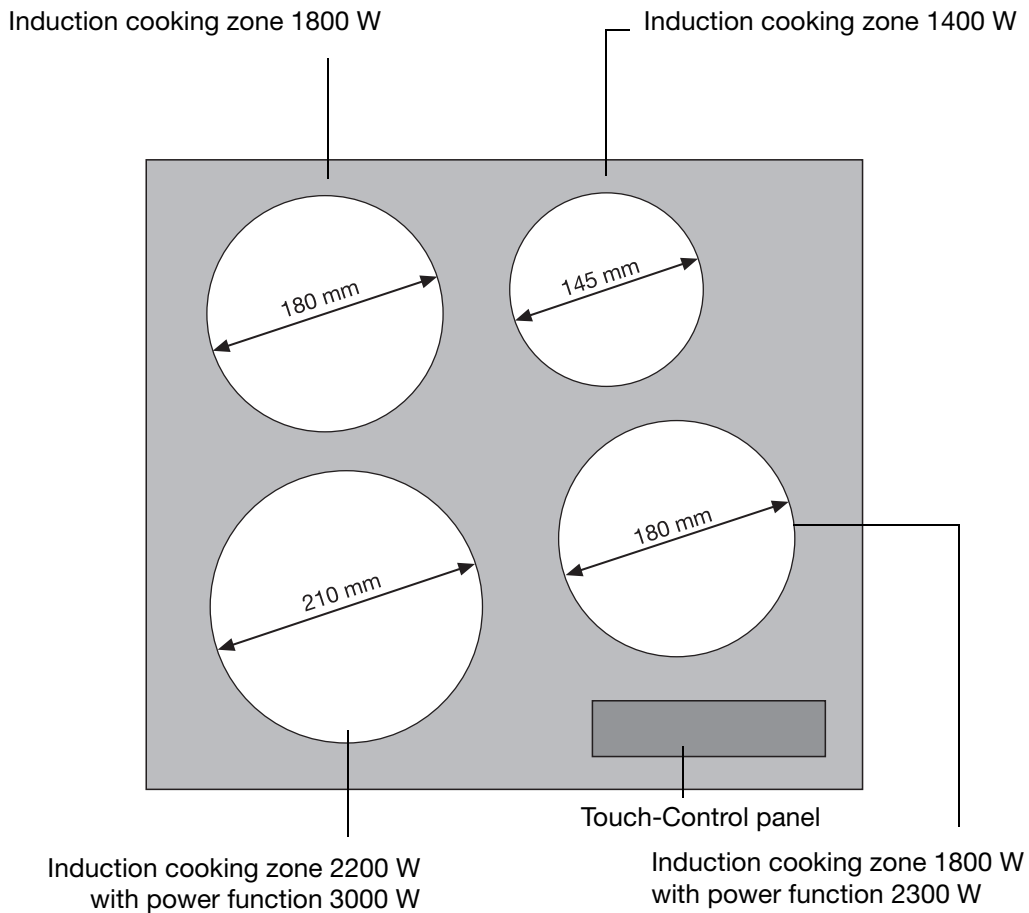 Induction cooking zone 1800 W
Induction cooking zone 1400 W
180 mm
145 mm
180 mm
210 mm
Touch-Control panel
Induction cooking zone 2200 W
with power function 3000 W
Induction cooking zone 1800 W
with power function 2300 W